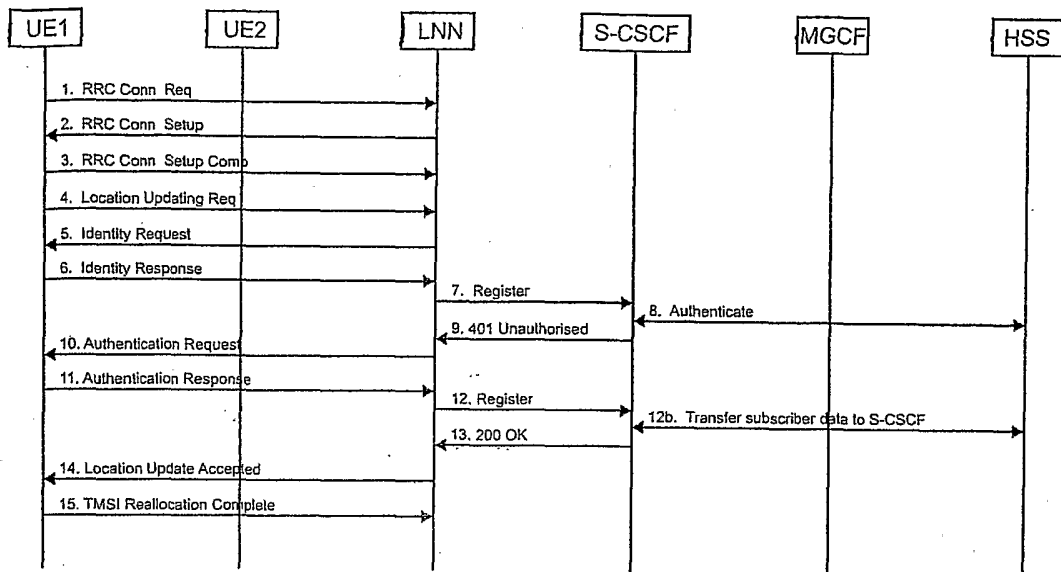 UE1 UE2 LNN S-CSCF MGCF HSS
1. RRC Conn Req
2. RRC Conn Setup
3. RRC Conn Setup Comp
4. Location Updating Req
5. Identity Request
6. Identity Response
7. Register
8. Authenticate
9. 401 Unauthorised
10. Authentication Request
11. Authentication Response
12. Register
12b. Transfer subscriber data to S-CSCF
13. 200 OK
14. Location Update Accepted
15. TMSI Reallocation Complete